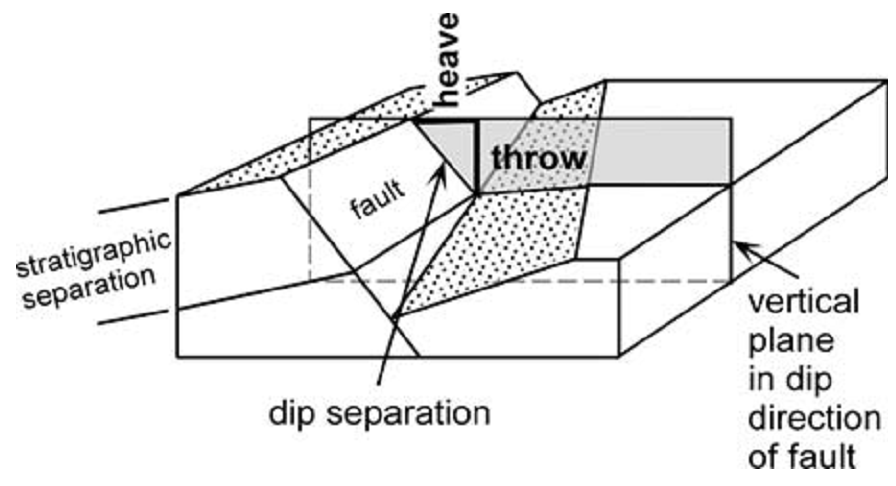 heave
throw
fault
stratigraphic
separation
dip separation
vertical
plane
in dip
direction
of fault